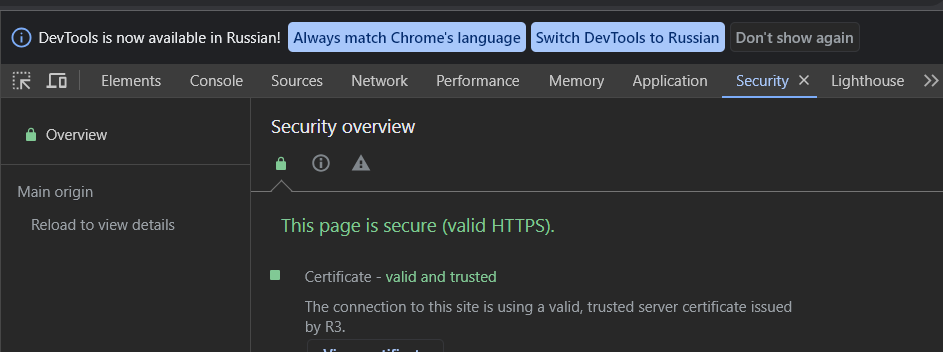 DevTools is now available in Russian! Always match Chrome's language Switch DevTools to Russian Don't show again
Elements Console Sources Network Performance Memory Application Security Lighthouse
Overview
Security overview
Main origin
Reload to view details
This page is secure (valid HTTPS).
Certificate - valid and trusted
The connection to this site is using a valid, trusted server certificate issued
by R3.